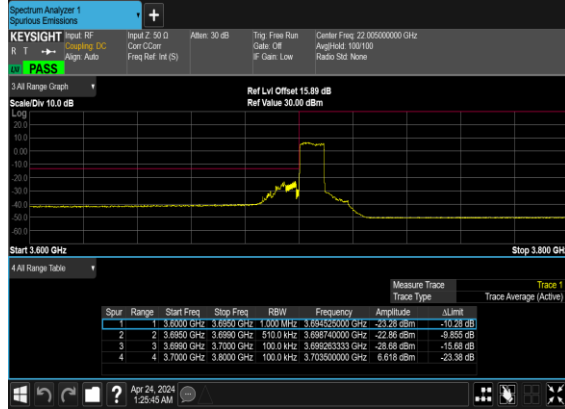 Spectrum Analyzer 1
Spurious Emissions
+
KEYSIGHT Input: RF Input Z: 50 Ω Atten: 30 dB Trig: Free Run Center Freq: 22.005000000 GHz
R T Coupling: DC Corr CCorr Gate: Off Avg|Hold: 100/100
Align: Auto Freq Ref: Int (S) IF Gain: Low Radio Std: None
PASS
3 All Range Graph
Ref Lvl Offset 15.89 dB
Scale/Div 10.0 dB Ref Value 30.00 dBm
Log
20.0
10.0
0.00
-10.0
-20.0
-30.0
-40.0
-50.0
-60.0
Start 3.600 GHz Stop 3.800 GHz
4 All Range Table
Measure Trace Trace 1
Trace Type Trace Average (Active)
Spur Range Start Freq Stop Freq RBW Frequency Amplitude ΔLimit
1 1 3.6000 GHz 3.6950 GHz 1.000 MHz 3.694525000 GHz -23.28 dBm -10.28 dB
2 2 3.6950 GHz 3.6990 GHz 510.0 kHz 3.698740000 GHz -22.86 dBm -9.855 dB
3 3 3.6990 GHz 3.7000 GHz 100.0 kHz 3.699263333 GHz -28.68 dBm -15.68 dB
4 4 3.7000 GHz 3.8000 GHz 100.0 kHz 3.703500000 GHz 6.618 dBm -23.38 dB
? Apr 24, 2024
1:25:45 AM